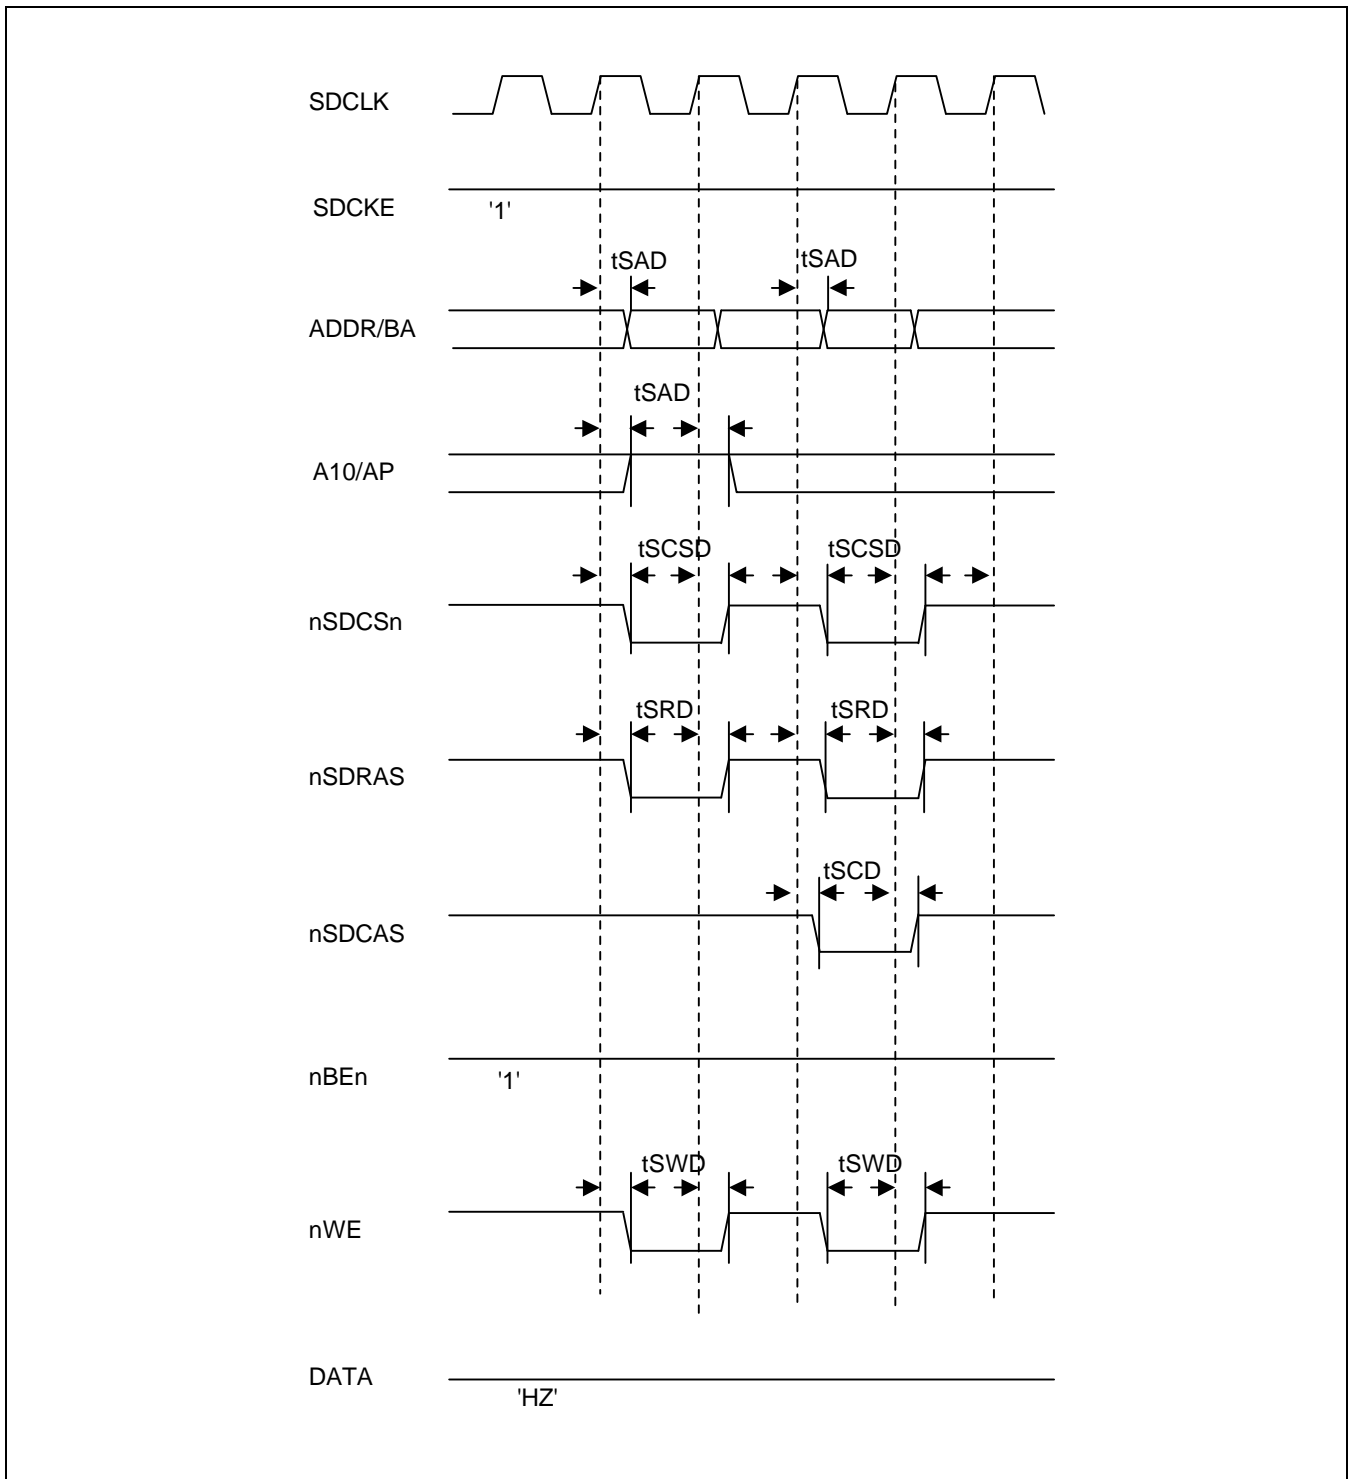 SDCLK
SDCKE '1'
tSAD tSAD
ADDR/BA
tSAD
A10/AP
tSCSD tSCSD
nSDCSn
tSRD tSRD
nSDRAS
tSCD
nSDCAS
nBEn '1'
tSWD tSWD
nWE
DATA
'HZ'